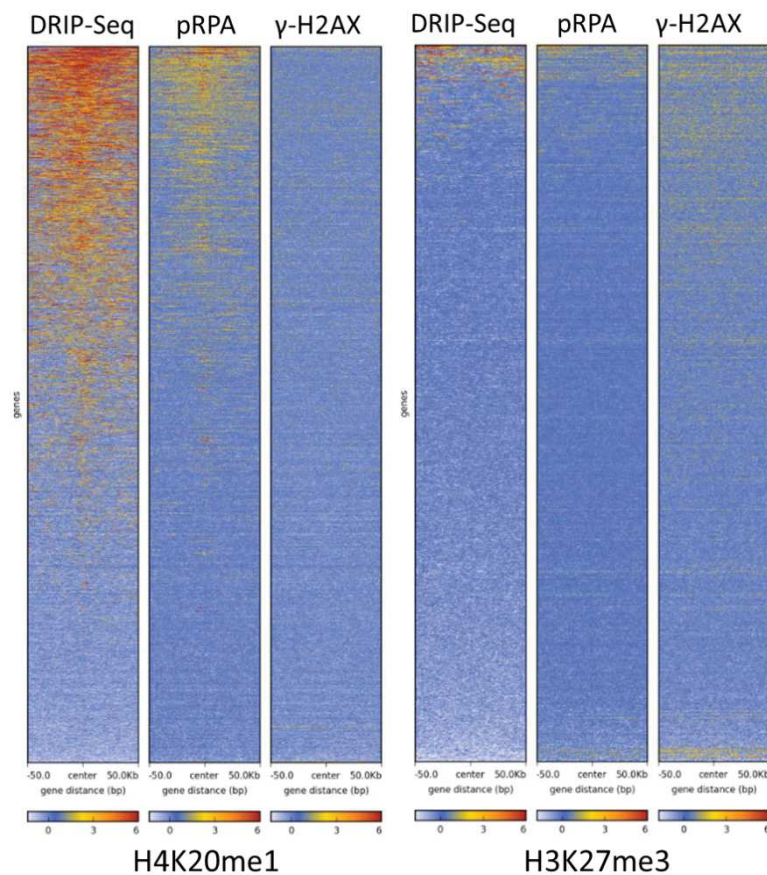 DRIP-Seq pRPA γ-H2AX DRIP-Seq pRPA γ-H2AX
genes genes
-50.0 center 50.0Kb -50.0 center 50.0Kb -50.0 center 50.0Kb -50.0 center 50.0Kb -50.0 center 50.0Kb -50.0 center 50.0Kb
gene distance (bp) gene distance (bp) gene distance (bp) gene distance (bp) gene distance (bp) gene distance (bp)
0 3 6 0 3 6 0 3 6 0 3 6 0 3 6 0 3 6
H4K20me1 H3K27me3